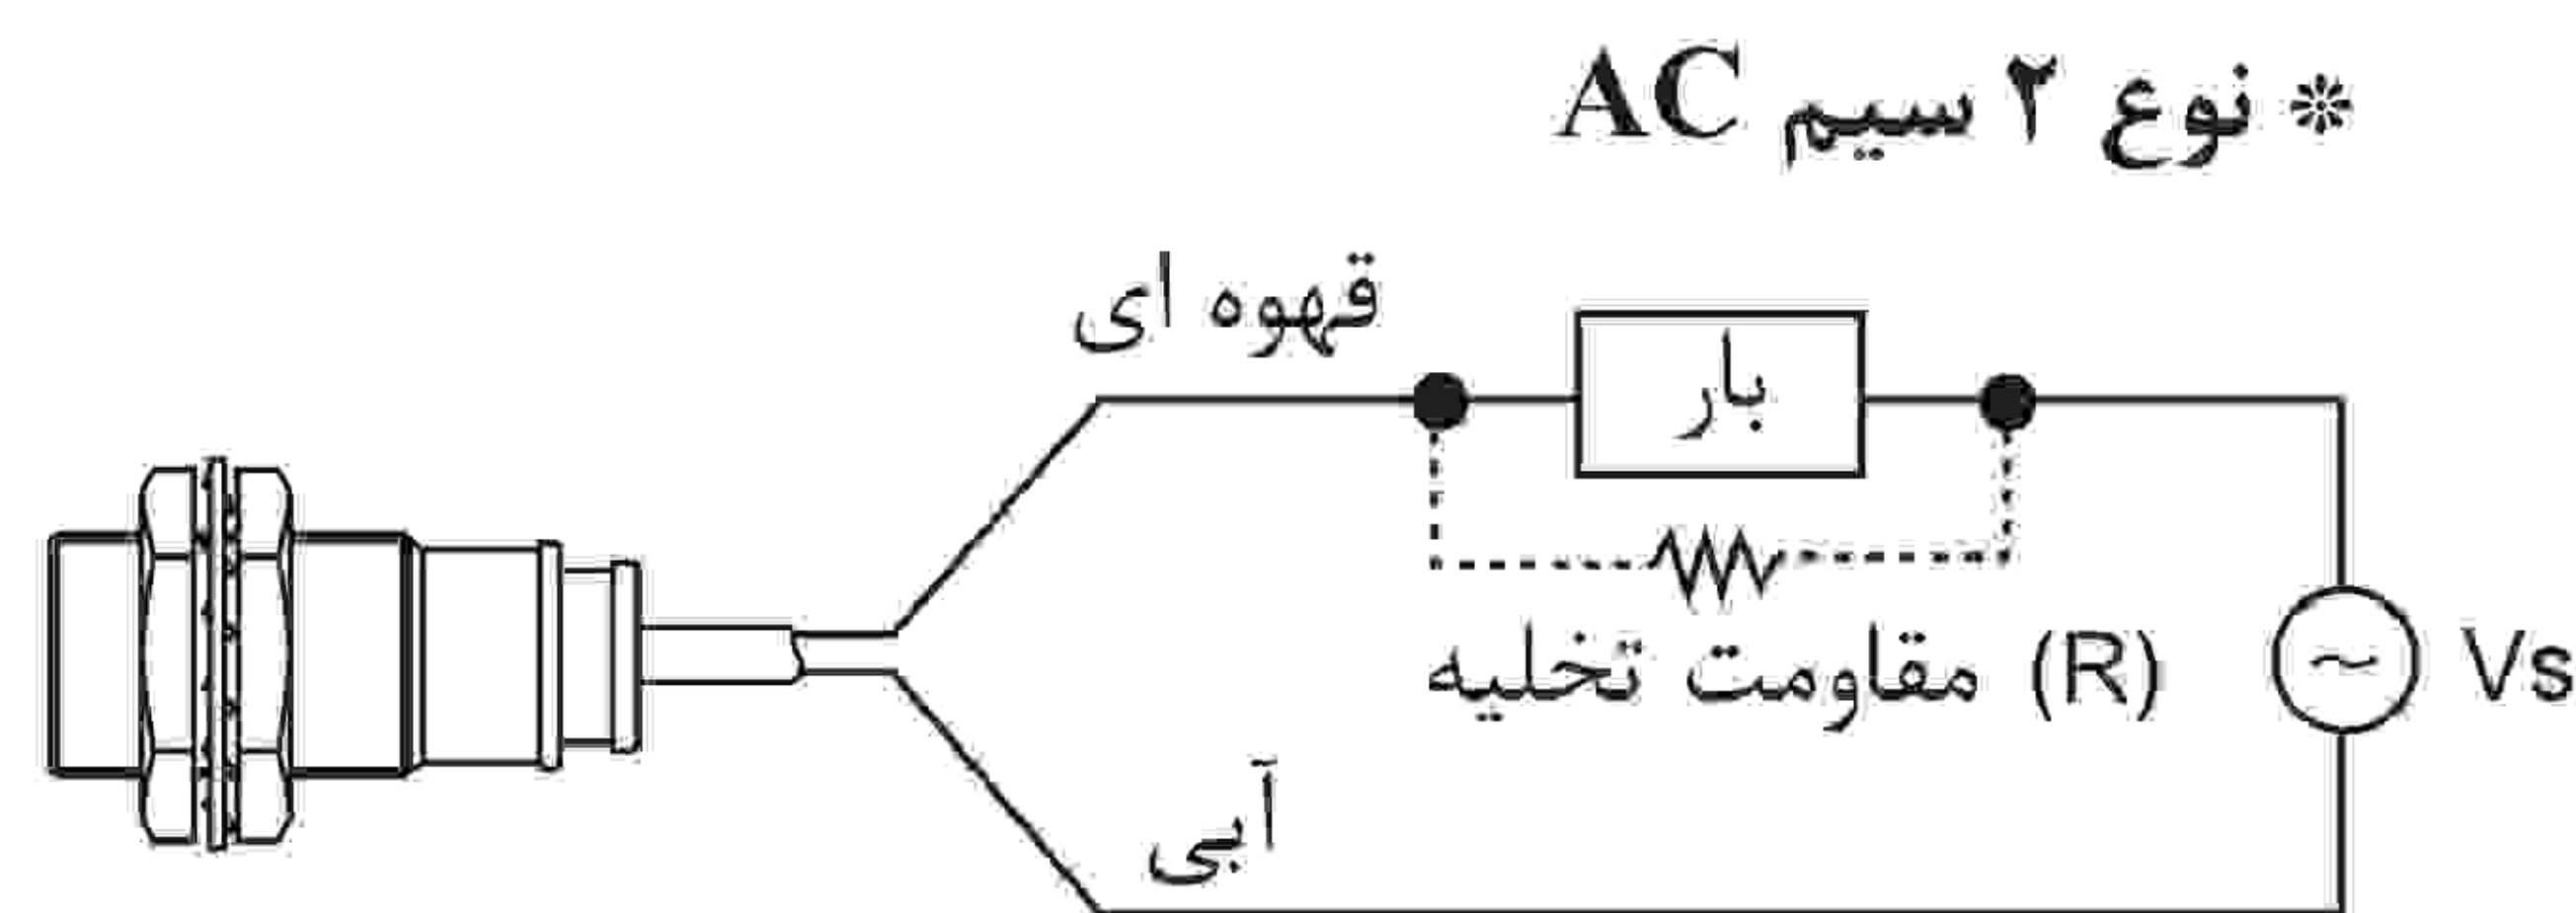 * نوع ۲ سیم AC
قهوه ای
بار
مقاومت تخلیه (R)
Vs
آبی